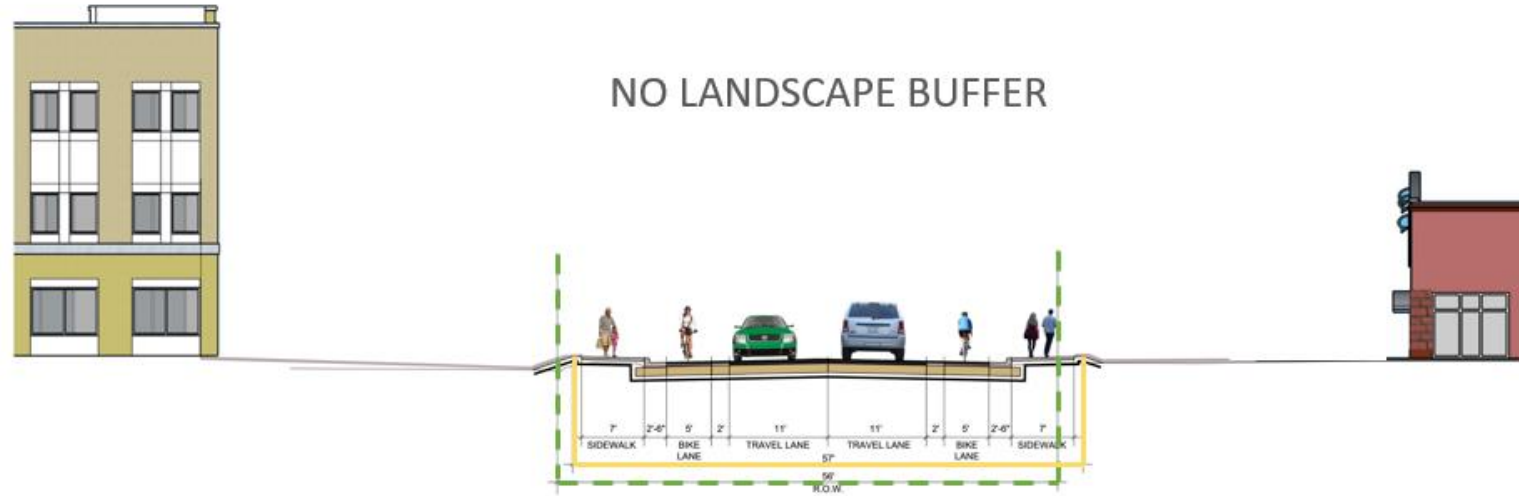 NO LANDSCAPE BUFFER
7' 2'-6" 5' 2' 11' 11' 2' 5' 2'-6" 7'
SIDEWALK BIKE TRAVEL LANE TRAVEL LANE BIKE SIDEWALK
LANE LANE
57'
56'
R.O.W.